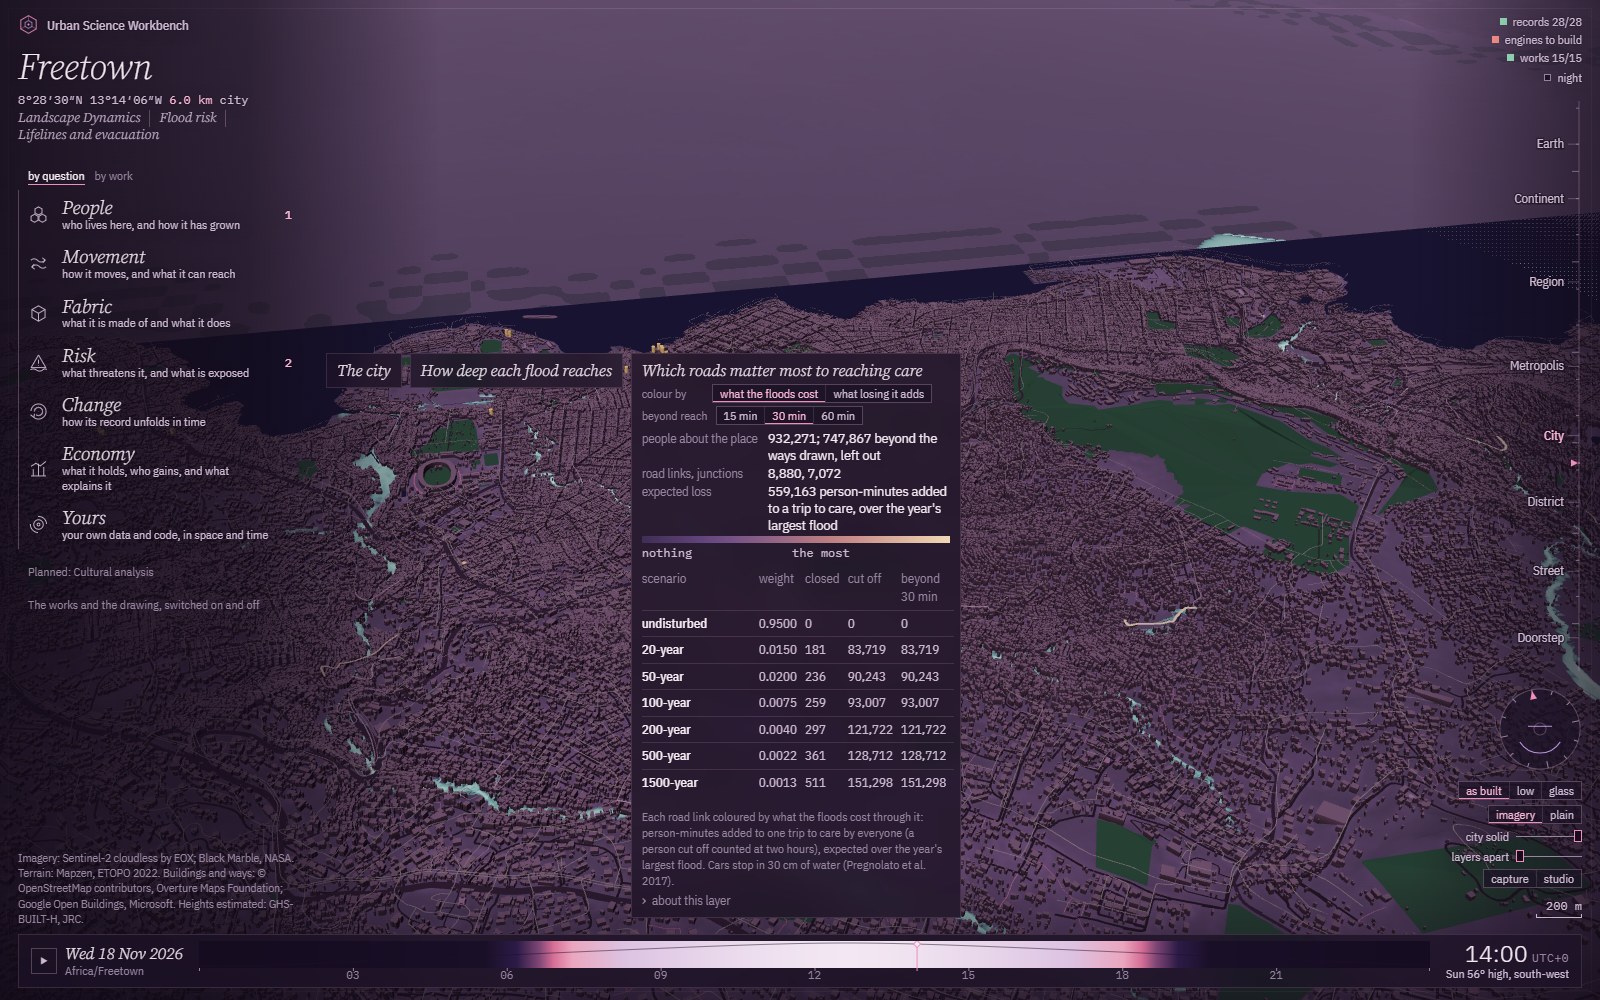 Urban Science Workbench
Freetown
8°28'30"N 13°14'06"W 6.0 km city
Landscape Dynamics | Flood risk |
Lifelines and evacuation
by question by work
People 1
who lives here, and how it has grown
Movement
how it moves, and what it can reach
Fabric
what it is made of and what it does
Risk 2
what threatens it, and what is exposed
Change
how its record unfolds in time
Economy
what it holds, who gains, and what
explains it
Yours
your own data and code, in space and time
Planned: Cultural analysis
The works and the drawing, switched on and off
Imagery: Sentinel-2 cloudless by EOX; Black Marble, NASA.
Terrain: Mapzen, ETOPO 2022. Buildings and ways: ©
OpenStreetMap contributors, Overture Maps Foundation;
Google Open Buildings, Microsoft. Heights estimated: GHS-
BUILT-H, JRC.
The city
How deep each flood reaches
Which roads matter most to reaching care
colour by what the floods cost what losing it adds
beyond reach 15 min 30 min 60 min
people about the place 932,271; 747,867 beyond the
ways drawn, left out
road links, junctions 8,880, 7,072
expected loss 559,163 person-minutes added
to a trip to care, over the year's
largest flood
nothing the most
scenario weight closed cut off beyond
30 min
undisturbed 0.9500 0 0 0
20-year 0.0150 181 83,719 83,719
50-year 0.0200 236 90,243 90,243
100-year 0.0075 259 93,007 93,007
200-year 0.0040 297 121,722 121,722
500-year 0.0022 361 128,712 128,712
1500-year 0.0013 511 151,298 151,298
Each road link coloured by what the floods cost through it:
person-minutes added to one trip to care by everyone (a
person cut off counted at two hours), expected over the year's
largest flood. Cars stop in 30 cm of water (Pregnolato et al.
2017).
› about this layer
records 28/28
engines to build
works 15/15
night
Earth
Continent
Region
Metropolis
City
District
Street
Doorstep
as built low glass
imagery plain
city solid
layers apart
capture studio
200 m
Wed 18 Nov 2026
Africa/Freetown
03 06 09 12 15 18 21
14:00 UTC+0
Sun 56° high, south-west